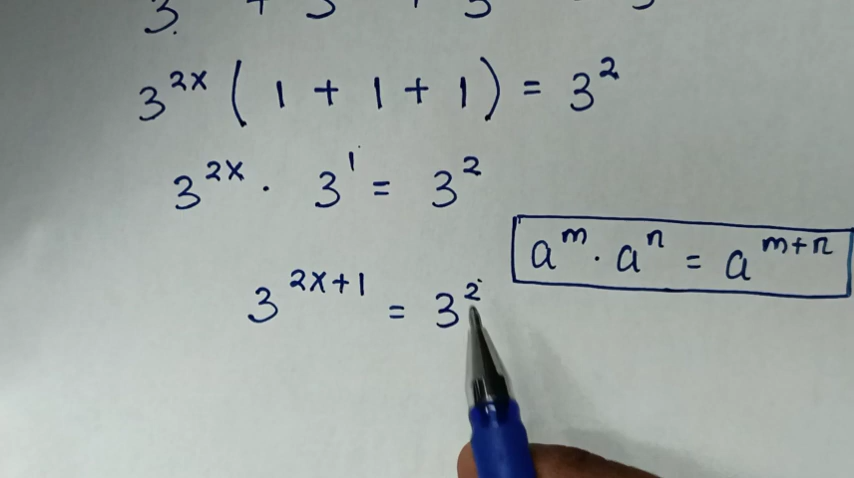 3^{2x} ( 1 + 1 + 1 ) = 3^2
3^{2x} · 3^1 = 3^2
a^m · a^n = a^{m+n}
3^{2x+1} = 3^2